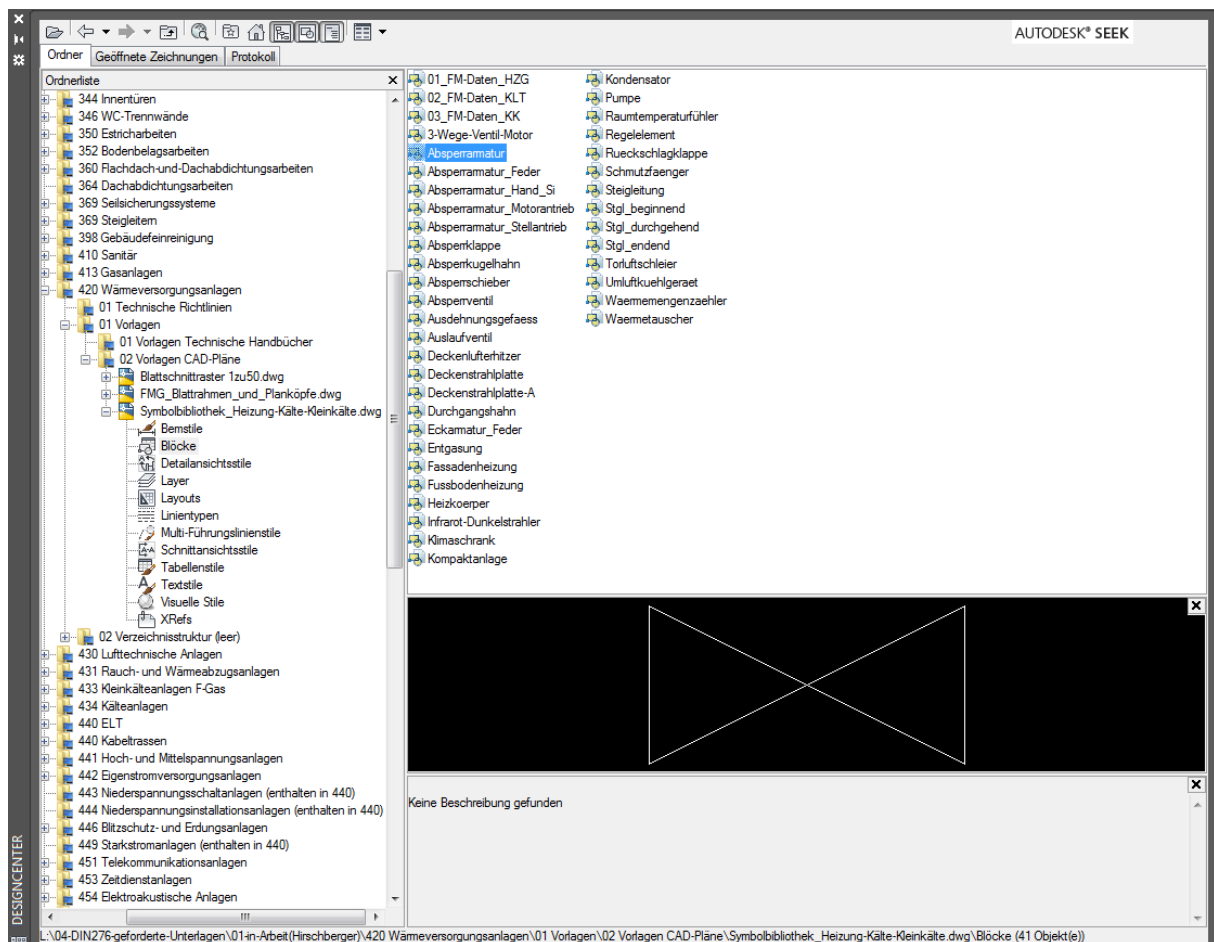 AUTODESK® SEEK
Ordner
Geöffnete Zeichnungen
Protokoll
Ordnerliste
344 Innentüren
346 WC-Trennwände
350 Estricharbeiten
352 Bodenbelagsarbeiten
360 Flachdach-und-Dachabdichtungsarbeiten
364 Dachabdichtungsarbeiten
369 Seilsicherungssysteme
369 Steigleitern
398 Gebäudefeinreinigung
410 Sanitär
413 Gasanlagen
420 Wärmeversorgungsanlagen
01 Technische Richtlinien
01 Vorlagen
01 Vorlagen Technische Handbücher
02 Vorlagen CAD-Pläne
Blattschnittraster 1zu50.dwg
FMG_Blattrahmen_und_Planköpfe.dwg
Symbolbibliothek_Heizung-Kälte-Kleinkälte.dwg
Bemstile
Blöcke
Detailansichtsstile
Layer
Layouts
Linientypen
Multi-Führungslinienstile
Schnittansichtsstile
Tabellenstile
Textstile
Visuelle Stile
XRefs
02 Verzeichnisstruktur (leer)
430 Lufttechnische Anlagen
431 Rauch- und Wärmeabzugsanlagen
433 Kleinkälteanlagen F-Gas
434 Kälteanlagen
440 ELT
440 Kabeltrassen
441 Hoch- und Mittelspannungsanlagen
442 Eigenstromversorgungsanlagen
443 Niederspannungsschaltanlagen (enthalten in 440)
444 Niederspannungsinstallationsanlagen (enthalten in 440)
446 Blitzschutz- und Erdungsanlagen
449 Starkstromanlagen (enthalten in 440)
451 Telekommunikationsanlagen
453 Zeitdienstanlagen
454 Elektroakustische Anlagen
01_FM-Daten_HZG
02_FM-Daten_KLT
03_FM-Daten_KK
3-Wege-Ventil-Motor
Absperrarmatur
Absperrarmatur_Feder
Absperrarmatur_Hand_Si
Absperrarmatur_Motorantrieb
Absperrarmatur_Stellantrieb
Absperrklappe
Absperrkugelhahn
Absperrschieber
Absperrventil
Ausdehnungsgefaess
Auslaufventil
Deckenlufterhitzer
Deckenstrahlplatte
Deckenstrahlplatte-A
Durchgangshahn
Eckarmatur_Feder
Entgasung
Fassadenheizung
Fussbodenheizung
Heizkoerper
Infrarot-Dunkelstrahler
Klimaschrank
Kompaktanlage
Kondensator
Pumpe
Raumtemperaturfühler
Regelelement
Rueckschlagklappe
Schmutzfaenger
Steigleitung
Stgl_beginnend
Stgl_durchgehend
Stgl_endend
Torluftschleier
Umluftkuehlgeraet
Waermemengenzaehler
Waermetauscher
Keine Beschreibung gefunden
DESIGNCENTER
L:\04-DIN276-geforderte-Unterlagen\01-in-Arbeit(Hirschberger)\420 Wärmeversorgungsanlagen\01 Vorlagen\02 Vorlagen CAD-Pläne\Symbolbibliothek_Heizung-Kälte-Kleinkälte.dwg\Blöcke (41 Objekt(e))